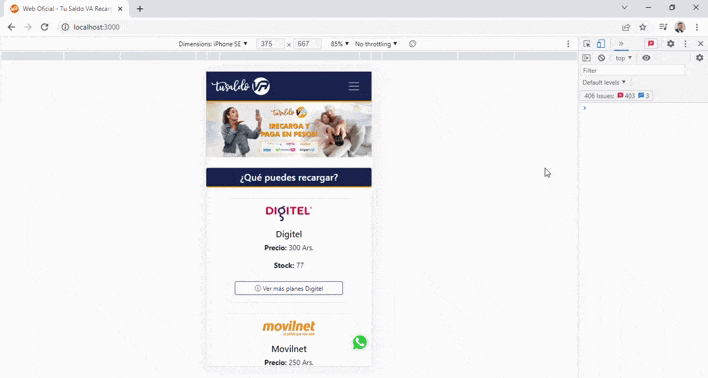 Web Oficial - Tu Saldo VA Recar
localhost:3000
Dimensions: iPhone SE ▼ 375 × 667 85% ▼ No throttling ▼
top ▼
Filter
Default levels ▼
406 Issues: 403 3
tusaldo VA
tusaldo VA
¡RECARGA Y
PAGA EN PESOS!
¿Qué puedes recargar?
DIGITEL
Digitel
Precio: 300 Ars.
Stock: 77
Ver más planes Digitel
movilnet
Movilnet
Precio: 250 Ars.